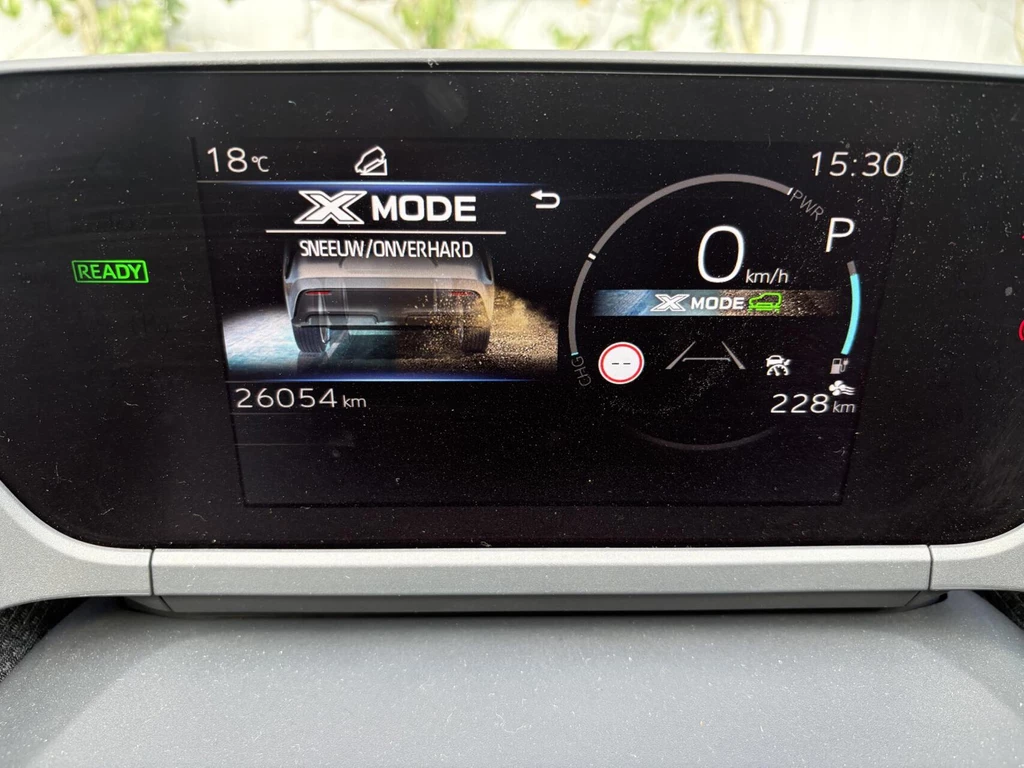 18°C
15:30
X MODE
SNEEUW/ONVERHARD
PWR
P
0 km/h
READY
X MODE
--
CHG
26054 km
228 km